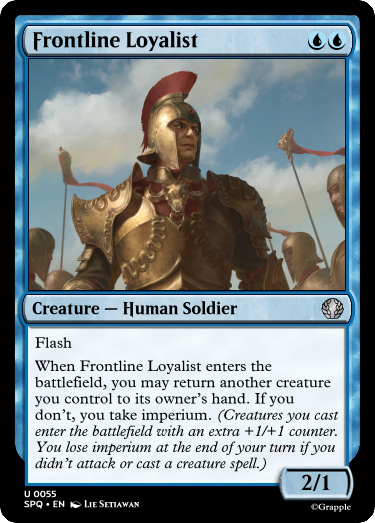 Frontline Loyalist
Creature — Human Soldier
Flash
When Frontline Loyalist enters the
battlefield, you may return another creature
you control to its owner's hand. If you
don't, you take imperium. (Creatures you cast
enter the battlefield with an extra +1/+1 counter.
You lose imperium at the end of your turn if you
didn't attack or cast a creature spell.)
2/1
U 0055
SPQ • EN Lie Setiawan
©Grapple